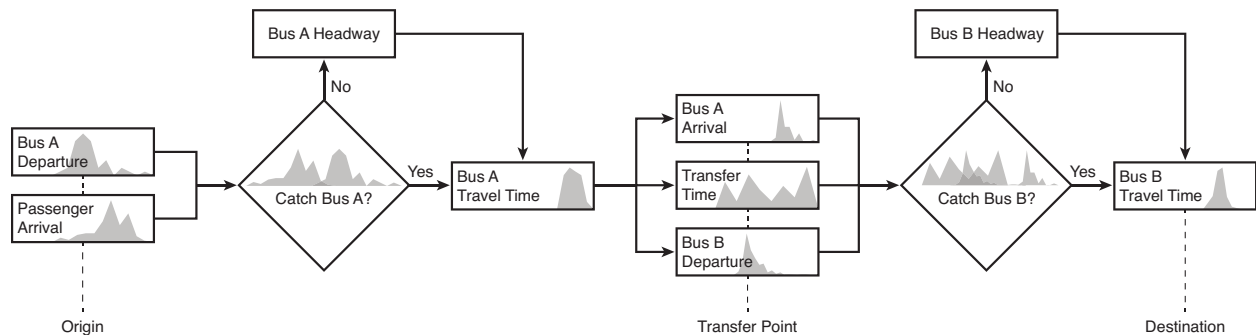 Bus A Headway
No
Bus A
Departure
Passenger
Arrival
Catch Bus A?
Yes
Bus A
Travel Time
Bus A
Arrival
Transfer
Time
Bus B
Departure
Bus B Headway
No
Catch Bus B?
Yes
Bus B
Travel Time
Origin
Transfer Point
Destination